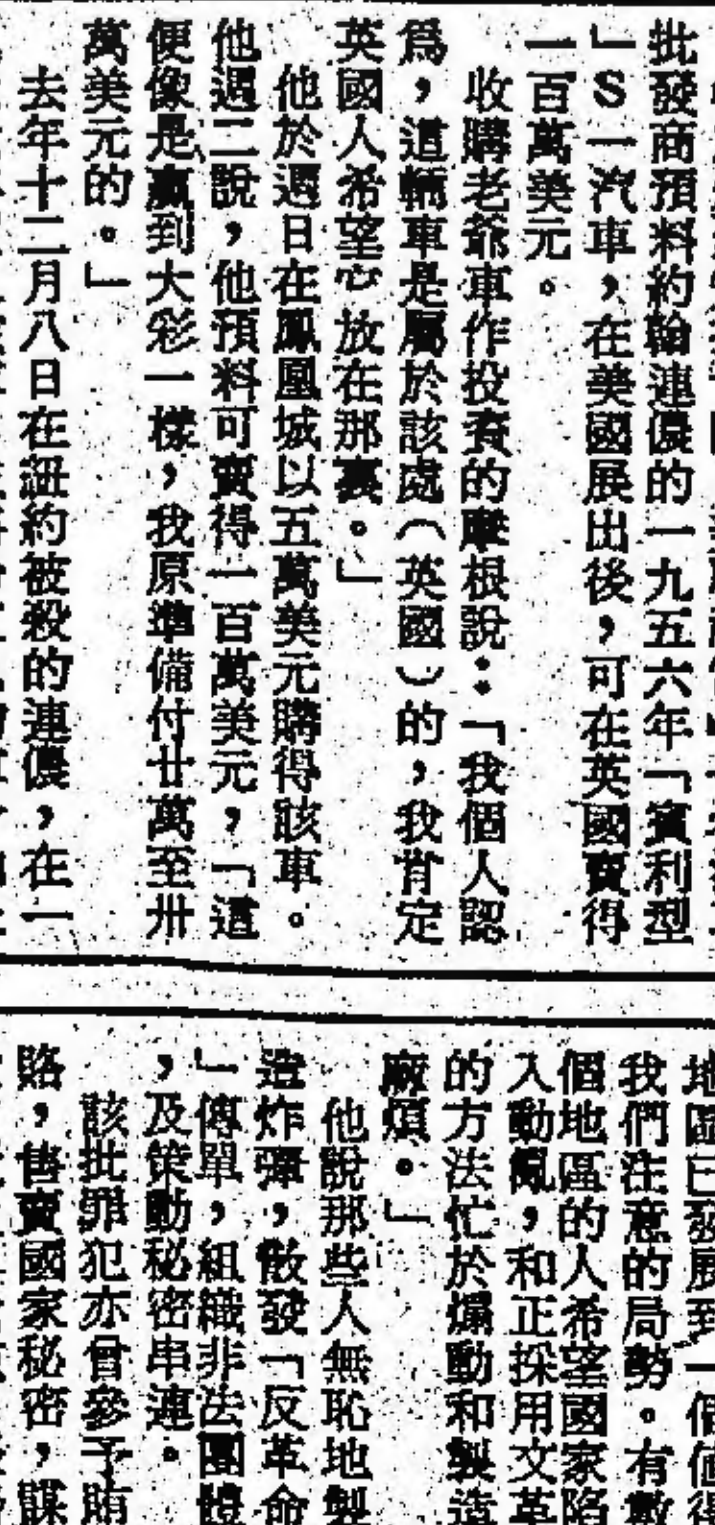 批發商預料約翰連儂的一九五六年「賓利型
」S一汽車，在美國展出後，可在英國賣得
一百萬美元。
收購老爺車作投資的摩根說：「我個人認
爲，這輛車是屬於該處（英國）的，我肯定
英國人希望它放在那裏。」
他於週日在鳳凰城以五萬美元購得該車。
他週二說，他預料可賣得一百萬美元，「這
便像是贏到大彩一樣，我原準備付廿萬至卅
萬美元的。」
去年十二月八日在紐約被殺的連儂，在一
地區已發展到一個値得
我們注意的局勢。有數
個地區的人希望國家陷
入動亂，和正採用文革
的方法忙於煽動和製造
麻煩。」
他說那些人無恥地製
造炸彈，散發「反革命
」傳單，組織非法團體
，及策動秘密串連。
該批罪犯亦曾參予賄
賂，售賣國家秘密，謀